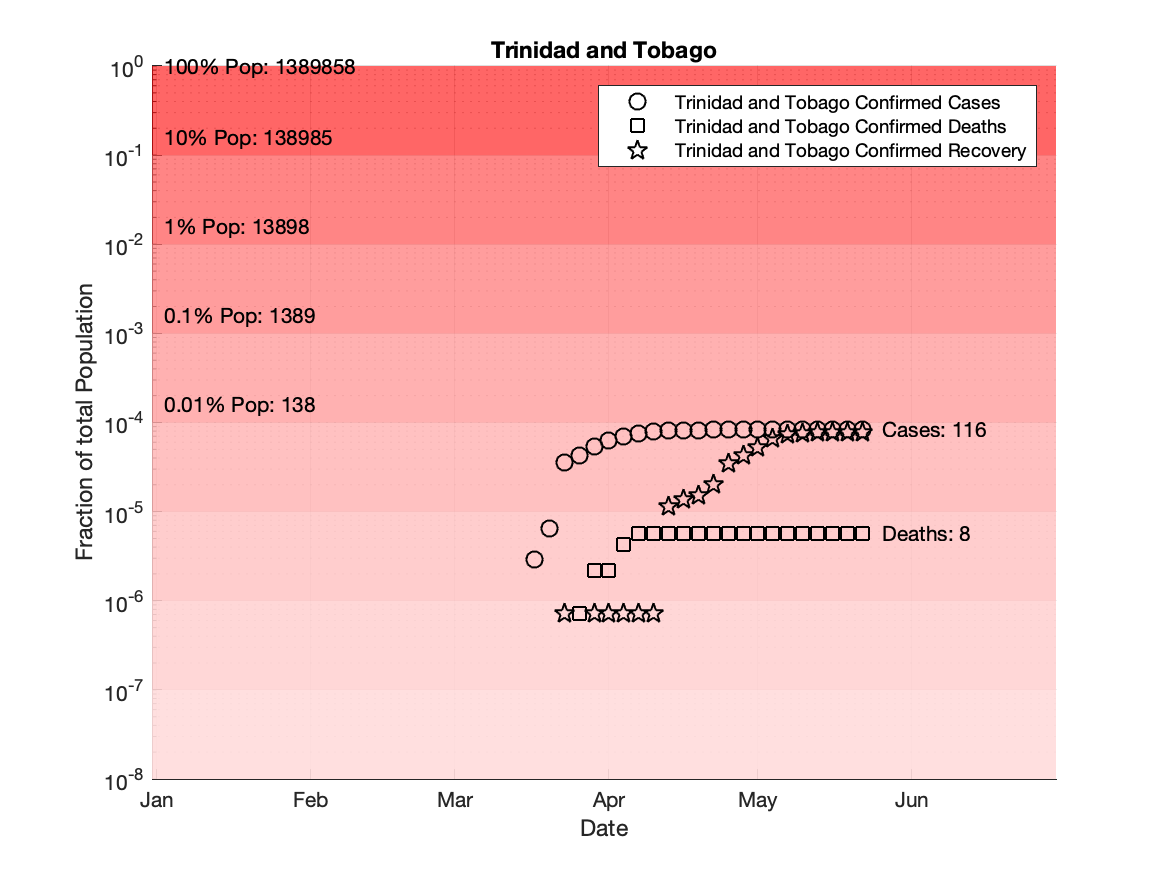 Trinidad and Tobago
10^0
100% Pop: 1389858
Trinidad and Tobago Confirmed Cases
Trinidad and Tobago Confirmed Deaths
Trinidad and Tobago Confirmed Recovery
10% Pop: 138985
10^-1
1% Pop: 13898
10^-2
0.1% Pop: 1389
10^-3
0.01% Pop: 138
10^-4
Cases: 116
10^-5
Deaths: 8
10^-6
10^-7
10^-8
Fraction of total Population
Jan Feb Mar Apr May Jun
Date